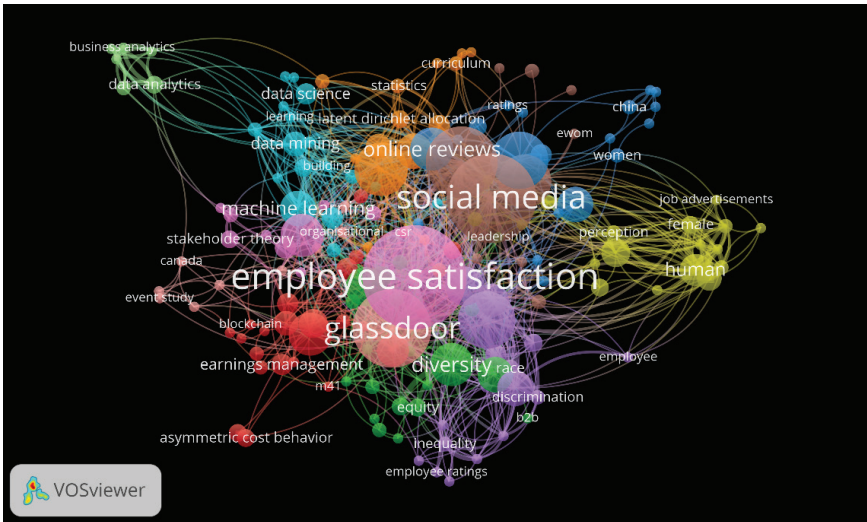 business analytics
curriculum
data analytics
statistics
data science
ratings
china
learning
latent dirichlet allocation
ewom
data mining
online reviews
women
building
social media
job advertisements
machine learning
female
organisational
csr
leadership
perception
stakeholder theory
canada
human
employee satisfaction
event study
blockchain
glassdoor
employee
earnings management
diversity
race
m41
discrimination
equity
b2b
asymmetric cost behavior
inequality
employee ratings
VOSviewer